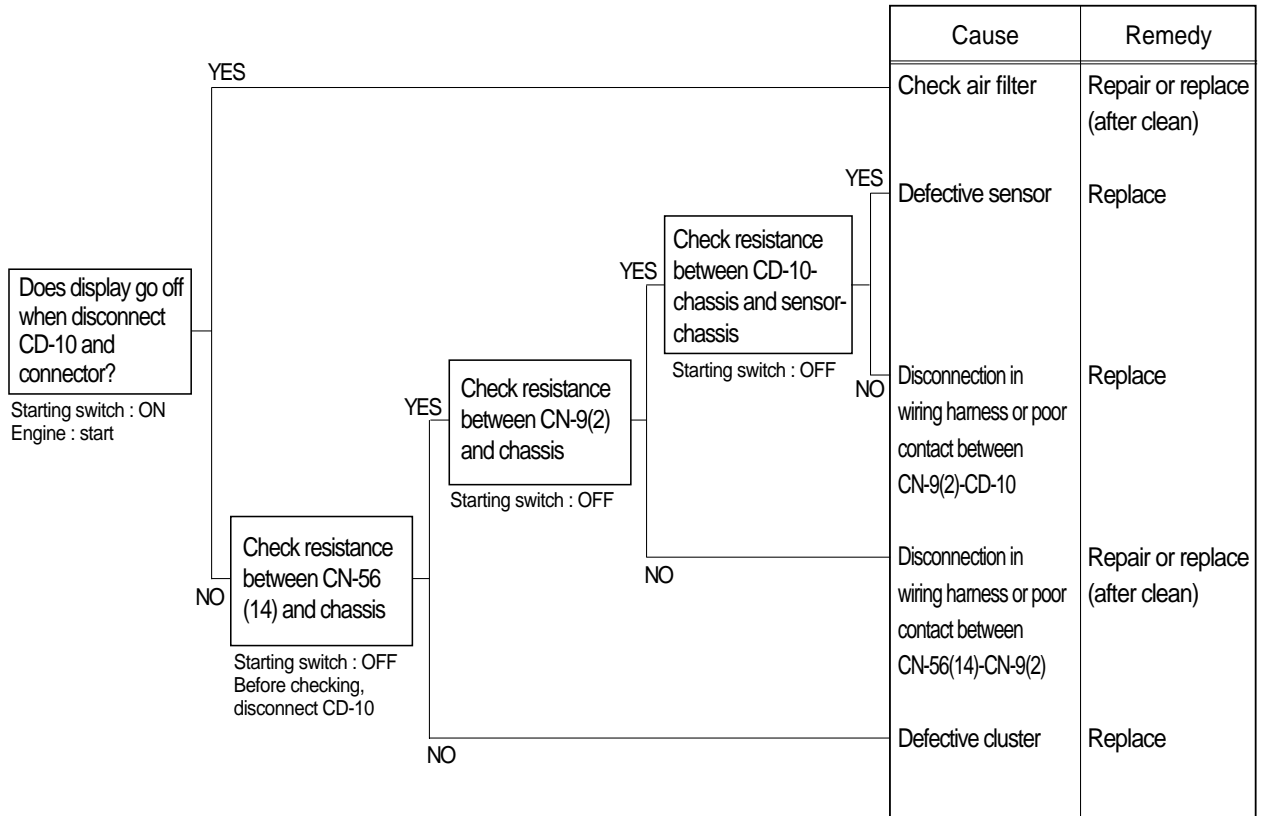 Cause
Remedy
YES
Check air filter
Repair or replace
(after clean)
YES
Defective sensor
Replace
Check resistance
between CD-10-
chassis and sensor-
chassis
YES
Starting switch : OFF
NO
Disconnection in
wiring harness or poor
contact between
CN-9(2)-CD-10
Replace
Does display go off
when disconnect
CD-10 and
connector?
Starting switch : ON
Engine : start
YES
Check resistance
between CN-9(2)
and chassis
Starting switch : OFF
NO
Disconnection in
wiring harness or poor
contact between
CN-56(14)-CN-9(2)
Repair or replace
(after clean)
NO
Check resistance
between CN-56
(14) and chassis
Starting switch : OFF
Before checking,
disconnect CD-10
NO
Defective cluster
Replace